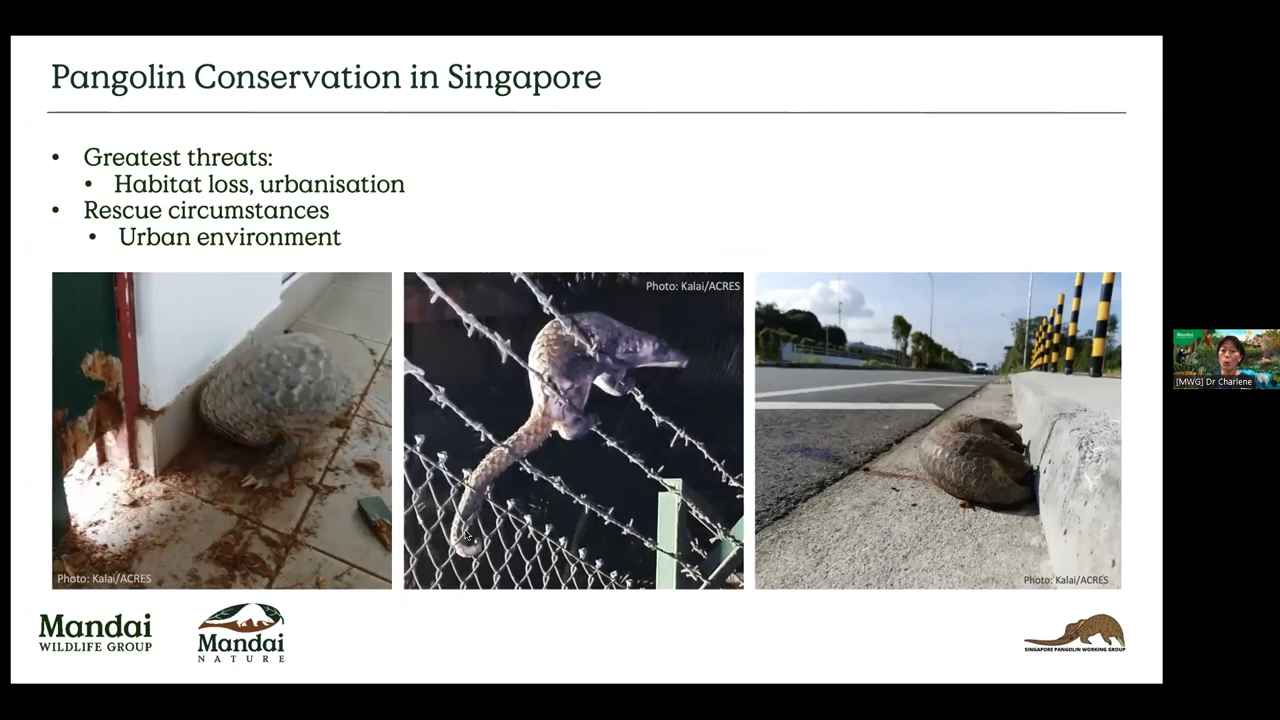 Pangolin Conservation in Singapore
• Greatest threats:
• Habitat loss, urbanisation
• Rescue circumstances
• Urban environment
Photo: Kalai/ACRES
Photo: Kalai/ACRES
Photo: Kalai/ACRES
Mandai
WILDLIFE GROUP
Mandai
NATURE
SINGAPORE PANGOLIN WORKING GROUP
Mandai
[MWG] Dr Charlene